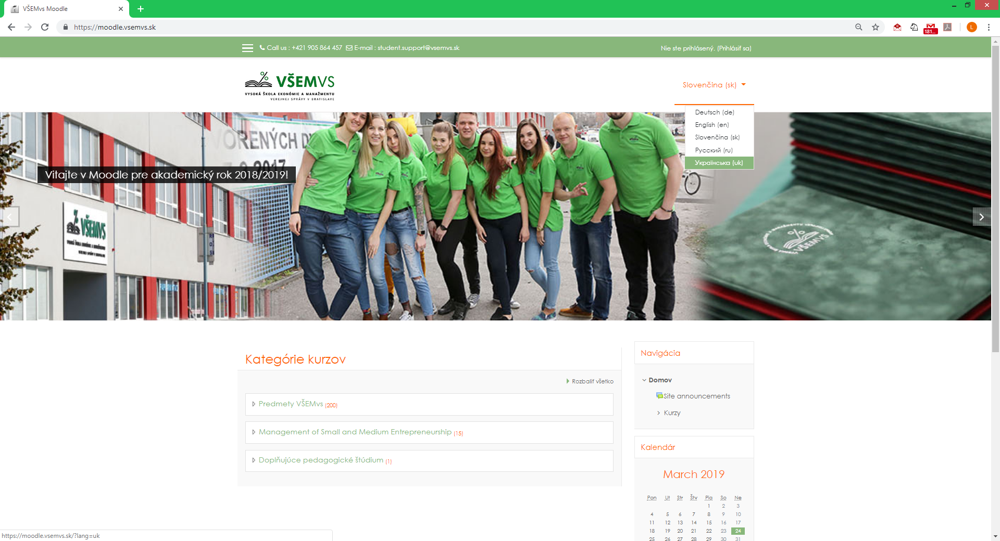 VŠEMvs Moodle
https://moodle.vsemvs.sk
181...
L
Call us : +421 905 864 457 E-mail : student.support@vsemvs.sk
Nie ste prihlásený. (Prihlásiť sa)
VŠEMVS
VYSOKÁ ŠKOLA EKONÓMIE A MANAŽMENTU
VEREJNEJ SPRÁVY V BRATISLAVE
Slovenčina (sk)
Deutsch (de)
English (en)
Slovenčina (sk)
Русский (ru)
Українська (uk)
VORENÝCH D
2017
Vitajte v Moodle pre akademický rok 2018/2019!
VŠEMVS
VŠEMVS
Kategórie kurzov
Rozbaliť všetko
Predmety VŠEMvs (200)
Management of Small and Medium Entrepreneurship (15)
Doplňujúce pedagogické štúdium (1)
Navigácia
Domov
Site announcements
Kurzy
Kalendár
March 2019
Pon Ut Str Štv Pia So Ne
1 2 3
4 5 6 7 8 9 10
11 12 13 14 15 16 17
18 19 20 21 22 23 24
25 26 27 28 29 30 31
https://moodle.vsemvs.sk/?lang=uk